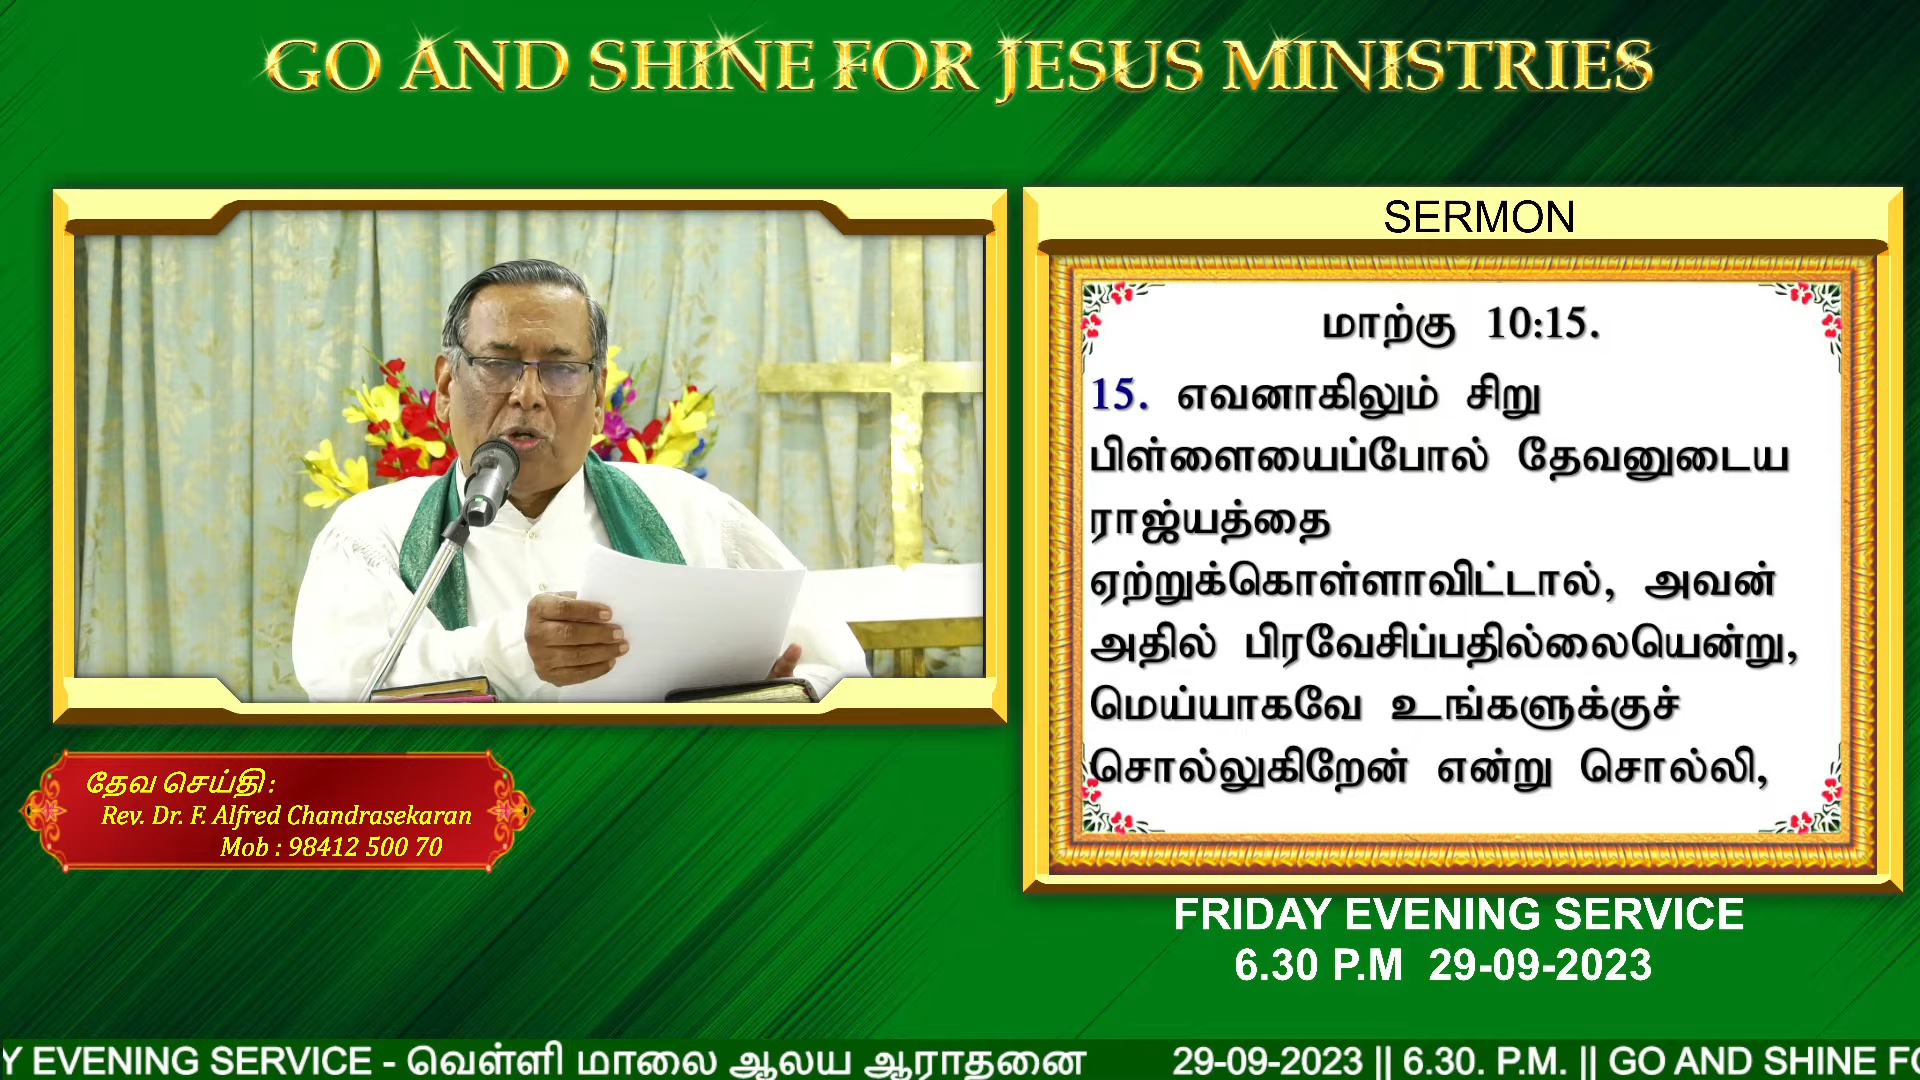 GO AND SHINE FOR JESUS MINISTRIES
SERMON
மாற்கு 10:15.
15. எவனாகிலும் சிறு
பிள்ளையைப்போல் தேவனுடைய
ராஜ்யத்தை
ஏற்றுக்கொள்ளாவிட்டால், அவன்
அதில் பிரவேசிப்பதில்லையென்று,
மெய்யாகவே உங்களுக்குச்
சொல்லுகிறேன் என்று சொல்லி,
தேவ செய்தி :
Rev. Dr. F. Alfred Chandrasekaran
Mob : 98412 500 70
FRIDAY EVENING SERVICE
6.30 P.M 29-09-2023
Y EVENING SERVICE - வெள்ளி மாலை ஆலய ஆராதனை 29-09-2023 || 6.30. P.M. || GO AND SHINE FO